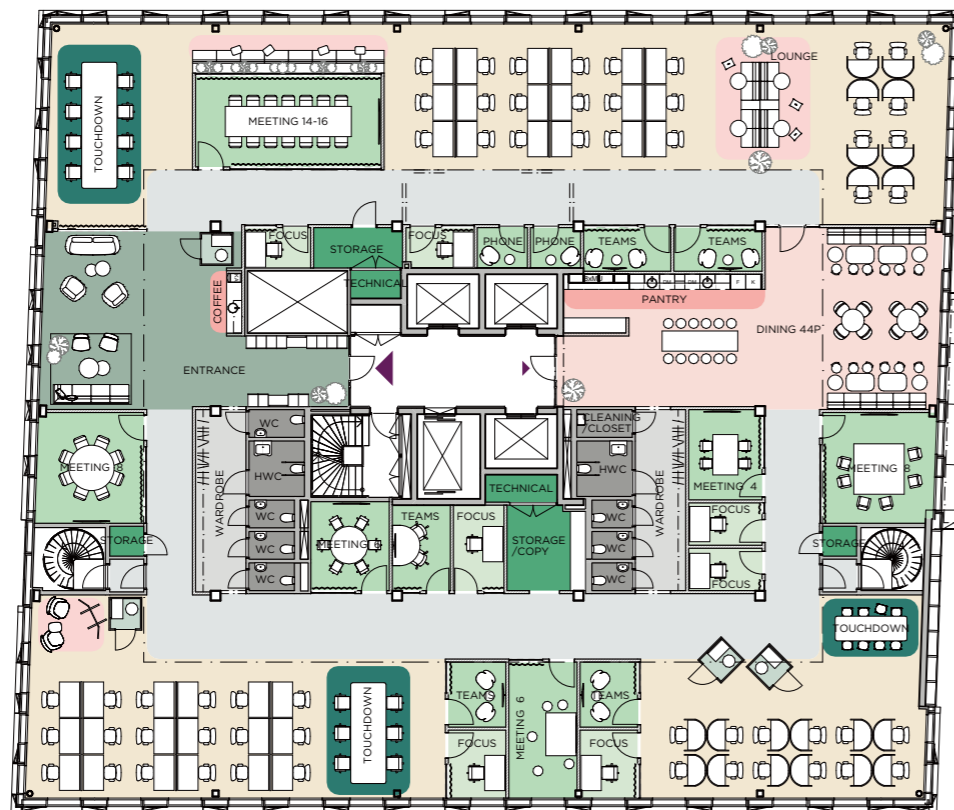 LOUNGE
TOUCHDOWN
MEETING 14-16
FOCUS
STORAGE
FOCUS
PHONE
PHONE
TEAMS
TEAMS
TECHNICAL
COFFEE
DM
DM
F
K
PANTRY
DINING 44P
ENTRANCE
WC
CLEANING
/CLOSET
MEETING 8
HWC
WARDROBE
HWC
WARDROBE
MEETING 4
MEETING 8
TECHNICAL
WC
TEAMS
FOCUS
WC
FOCUS
STORAGE
WC
MEETING
STORAGE
/COPY
WC
STORAGE
WC
WC
FOCUS
TOUCHDOWN
TOUCHDOWN
TEAMS
MEETING 6
TEAMS
FOCUS
FOCUS